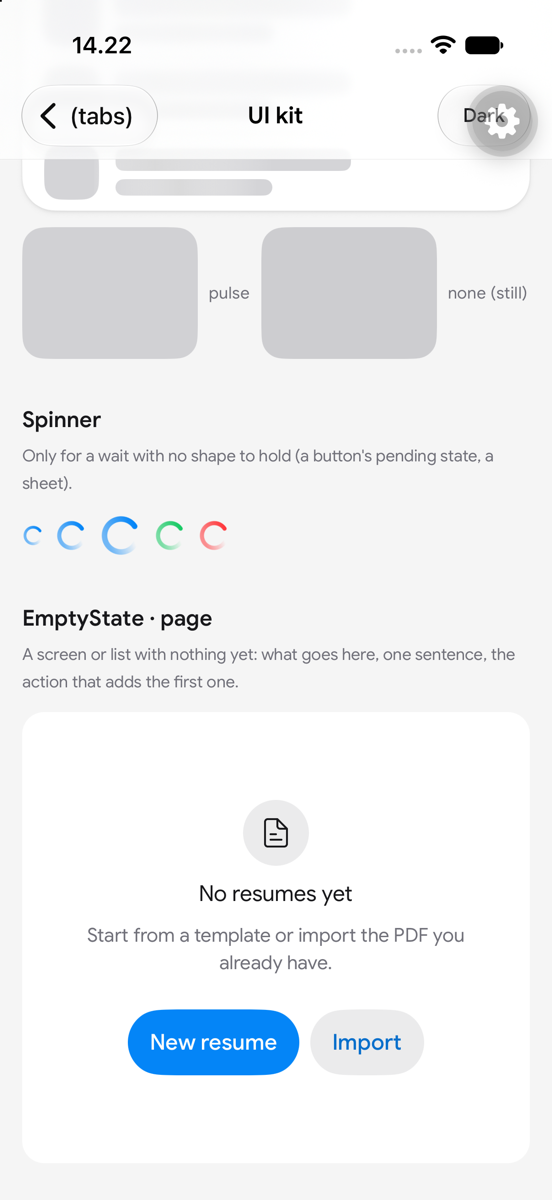 14.22
(tabs)
UI kit
Dark
pulse
none (still)
Spinner
Only for a wait with no shape to hold (a button's pending state, a
sheet).
EmptyState · page
A screen or list with nothing yet: what goes here, one sentence, the
action that adds the first one.
No resumes yet
Start from a template or import the PDF you
already have.
New resume
Import